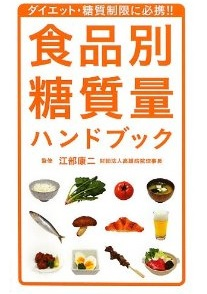 ダイエット・糖質制限に必携!!
食品別
糖質量
ハンドブック
監修 江部康二 財団法人高雄病院理事長